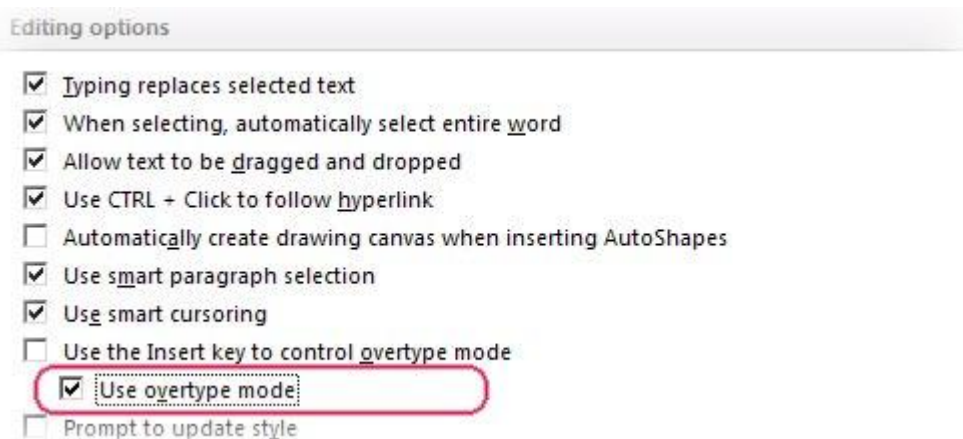 Editing options
Typing replaces selected text
When selecting, automatically select entire word
Allow text to be dragged and dropped
Use CTRL + Click to follow hyperlink
Automatically create drawing canvas when inserting AutoShapes
Use smart paragraph selection
Use smart cursoring
Use the Insert key to control overtype mode
Use overtype mode
Prompt to update style